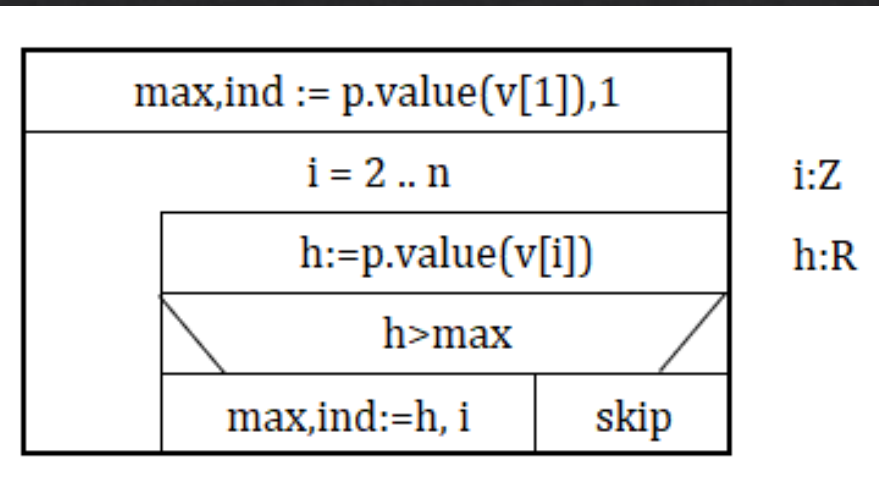 max,ind := p.value(v[1]),1
i = 2 .. n
i:Z
h:=p.value(v[i])
h:R
h>max
max,ind:=h, i
skip